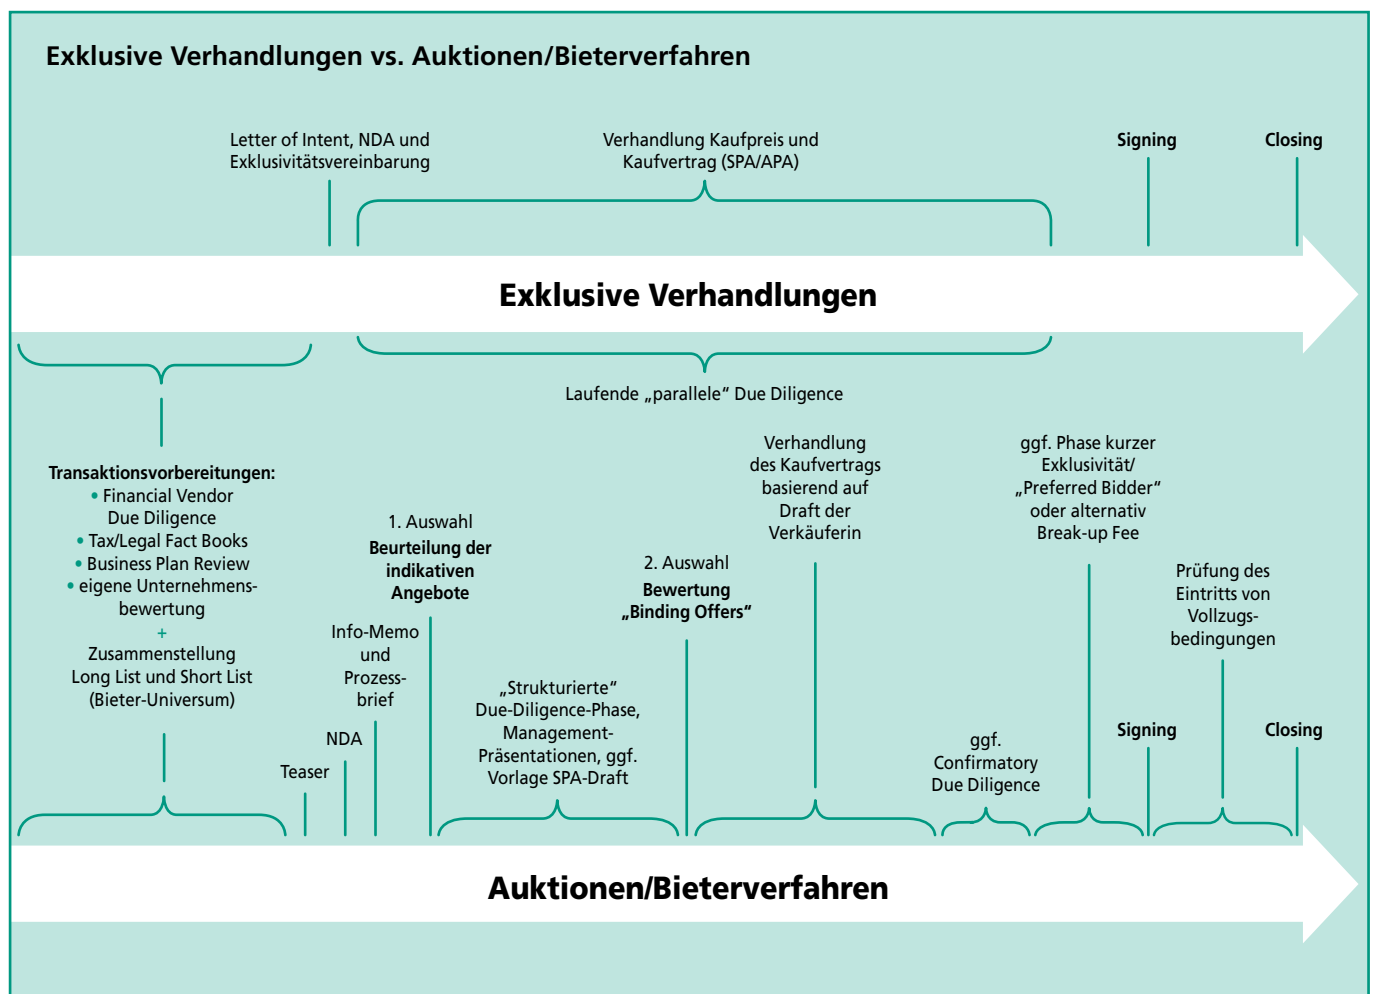 Exklusive Verhandlungen vs. Auktionen/Bieterverfahren
Letter of Intent, NDA und
Exklusivitätsvereinbarung
Verhandlung Kaufpreis und
Kaufvertrag (SPA/APA)
Signing
Closing
Exklusive Verhandlungen
Laufende „parallele“ Due Diligence
Transaktionsvorbereitungen:
• Financial Vendor
Due Diligence
• Tax/Legal Fact Books
• Business Plan Review
• eigene Unternehmens-
bewertung
+
Zusammenstellung
Long List und Short List
(Bieter-Universum)
Teaser
NDA
Info-Memo
und
Prozess-
brief
1. Auswahl
Beurteilung der
indikativen
Angebote
„Strukturierte“
Due-Diligence-Phase,
Management-
Präsentationen, ggf.
Vorlage SPA-Draft
2. Auswahl
Bewertung
„Binding Offers“
Verhandlung
des Kaufvertrags
basierend auf
Draft der
Verkäuferin
ggf.
Confirmatory
Due Diligence
ggf. Phase kurzer
Exklusivität/
„Preferred Bidder“
oder alternativ
Break-up Fee
Signing
Prüfung des
Eintritts von
Vollzugs-
bedingungen
Closing
Auktionen/Bieterverfahren